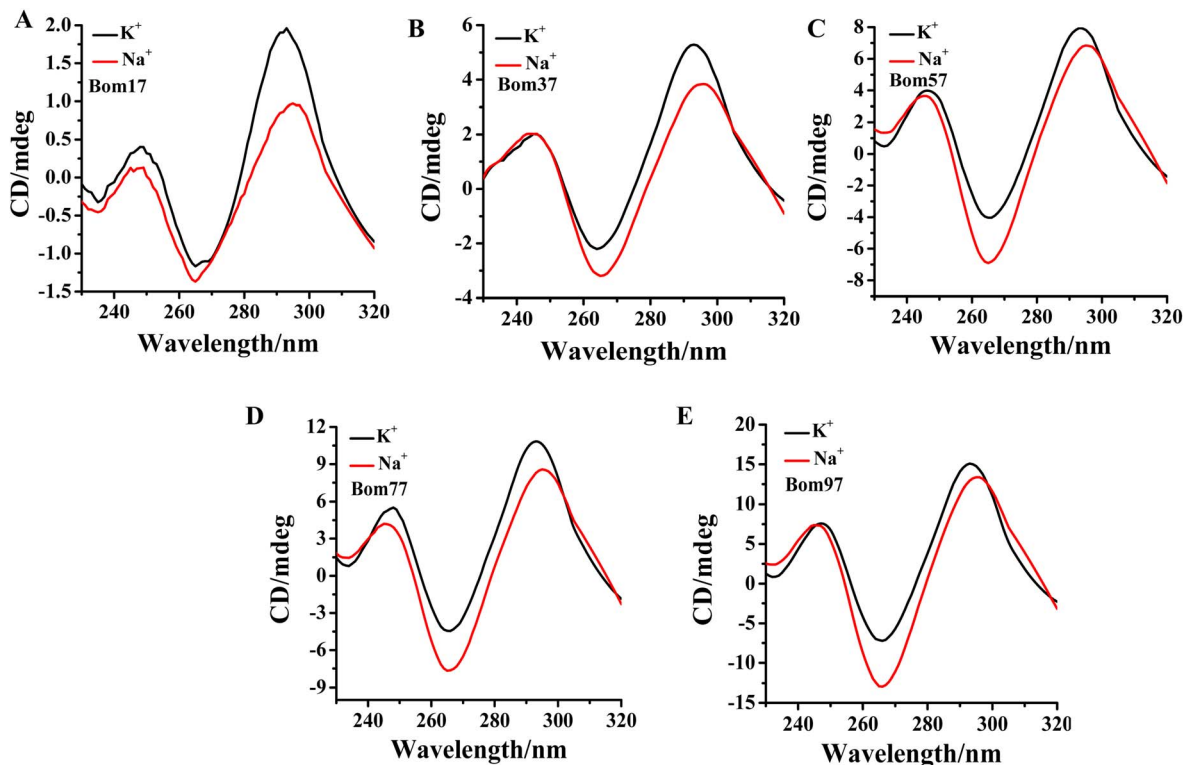 A
K+
Na+
Bom17
CD/mdeg
2.0
1.5
1.0
0.5
0.0
-0.5
-1.0
-1.5
240 260 280 300 320
Wavelength/nm
B
K+
Na+
Bom37
CD/mdeg
6
4
2
0
-2
-4
240 260 280 300 320
Wavelength/nm
C
K+
Na+
Bom57
CD/mdeg
8
6
4
2
0
-2
-4
-6
-8
240 260 280 300 320
Wavelength/nm
D
K+
Na+
Bom77
CD/mdeg
12
9
6
3
0
-3
-6
-9
240 260 280 300 320
Wavelength/nm
E
K+
Na+
Bom97
CD/mdeg
20
15
10
5
0
-5
-10
-15
240 260 280 300 320
Wavelength/nm